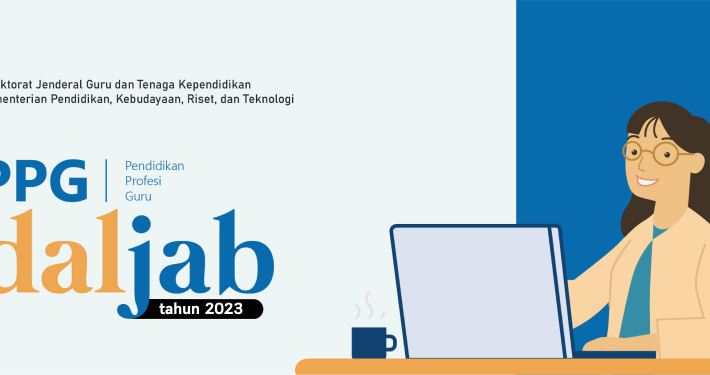 ktorat Jenderal Guru dan Tenaga Kependidikan
menterian Pendidikan, Kebudayaan, Riset, dan Teknologi
PPG
Pendidikan
Profesi
Guru
daljab
tahun 2023